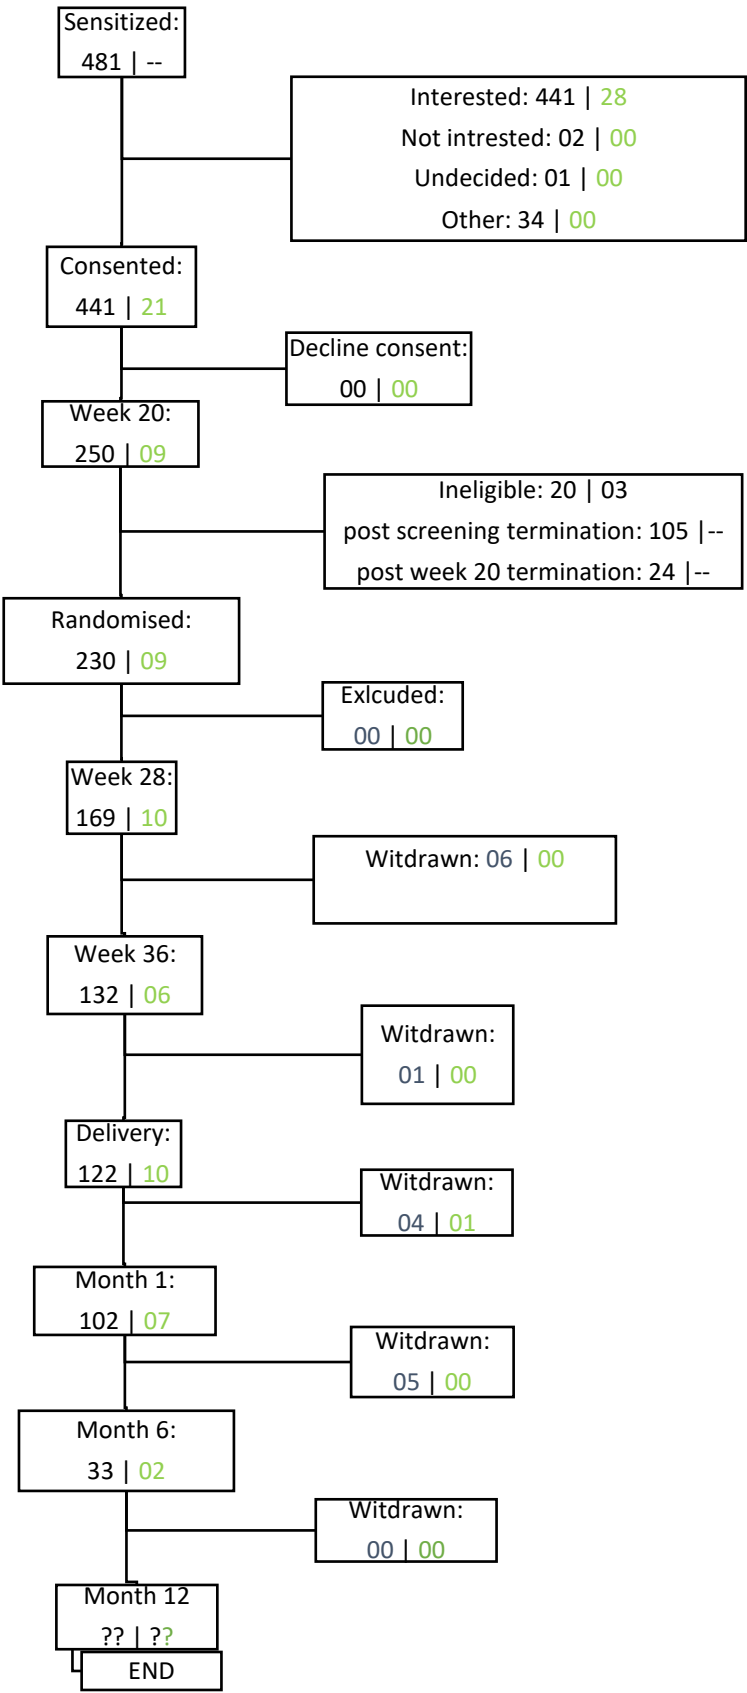 Sensitized:
481 | --
Interested: 441 | 28
Not intrested: 02 | 00
Undecided: 01 | 00
Other: 34 | 00
Consented:
441 | 21
Decline consent:
00 | 00
Week 20:
250 | 09
Ineligible: 20 | 03
post screening termination: 105 |--
post week 20 termination: 24 |--
Randomised:
230 | 09
Exlcuded:
00 | 00
Week 28:
169 | 10
Witdrawn: 06 | 00
Week 36:
132 | 06
Witdrawn:
01 | 00
Delivery:
122 | 10
Witdrawn:
04 | 01
Month 1:
102 | 07
Witdrawn:
05 | 00
Month 6:
33 | 02
Witdrawn:
00 | 00
Month 12
?? | ??
END